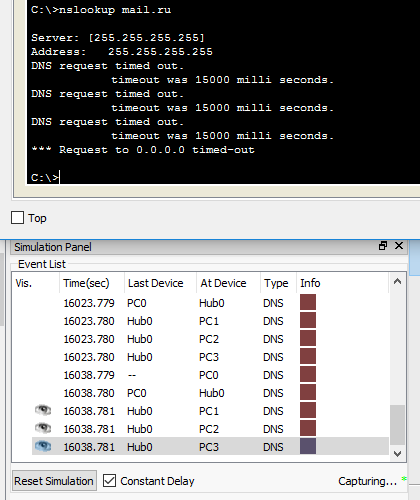 C:\>nslookup mail.ru
Server: [255.255.255.255]
Address: 255.255.255.255
DNS request timed out.
timeout was 15000 milli seconds.
DNS request timed out.
timeout was 15000 milli seconds.
DNS request timed out.
timeout was 15000 milli seconds.
*** Request to 0.0.0.0 timed-out
C:\>
Top
Simulation Panel
Event List
Vis. Time(sec) Last Device At Device Type Info
16023.779 PC0 Hub0 DNS
16023.780 Hub0 PC1 DNS
16023.780 Hub0 PC2 DNS
16023.780 Hub0 PC3 DNS
16038.779 -- PC0 DNS
16038.780 PC0 Hub0 DNS
16038.781 Hub0 PC1 DNS
16038.781 Hub0 PC2 DNS
16038.781 Hub0 PC3 DNS
Reset Simulation Constant Delay Capturing... *